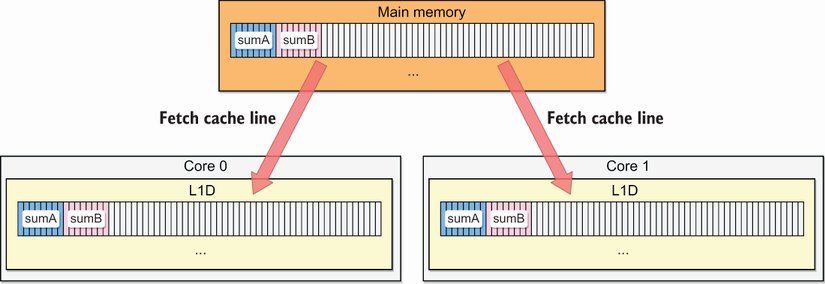 Main memory
sumA sumB
...
Fetch cache line Fetch cache line
Core 0 Core 1
L1D L1D
sumA sumB sumA sumB
... ...